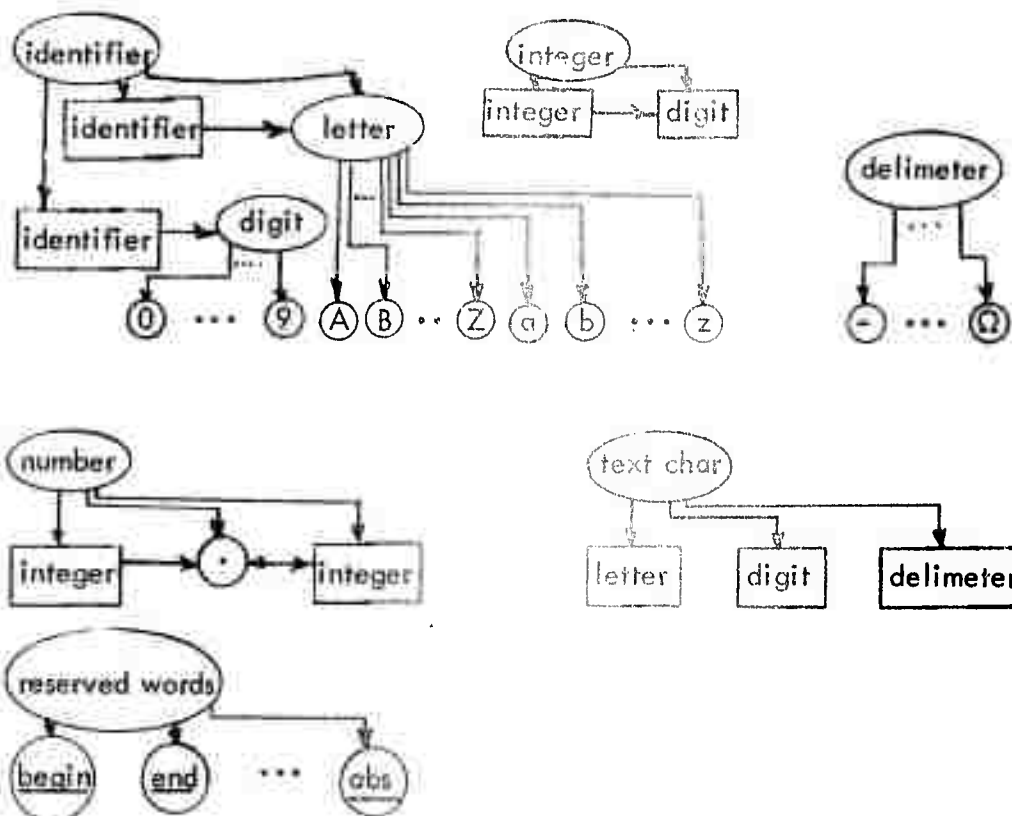 identifier
integer
identifier
letter
integer
digit
delimeter
identifier
digit
0 ... 9 A B .. Z a b ... z
- ... Ω
number
text char
integer
.
integer
letter
digit
delimeter
reserved words
begin
end
...
abs